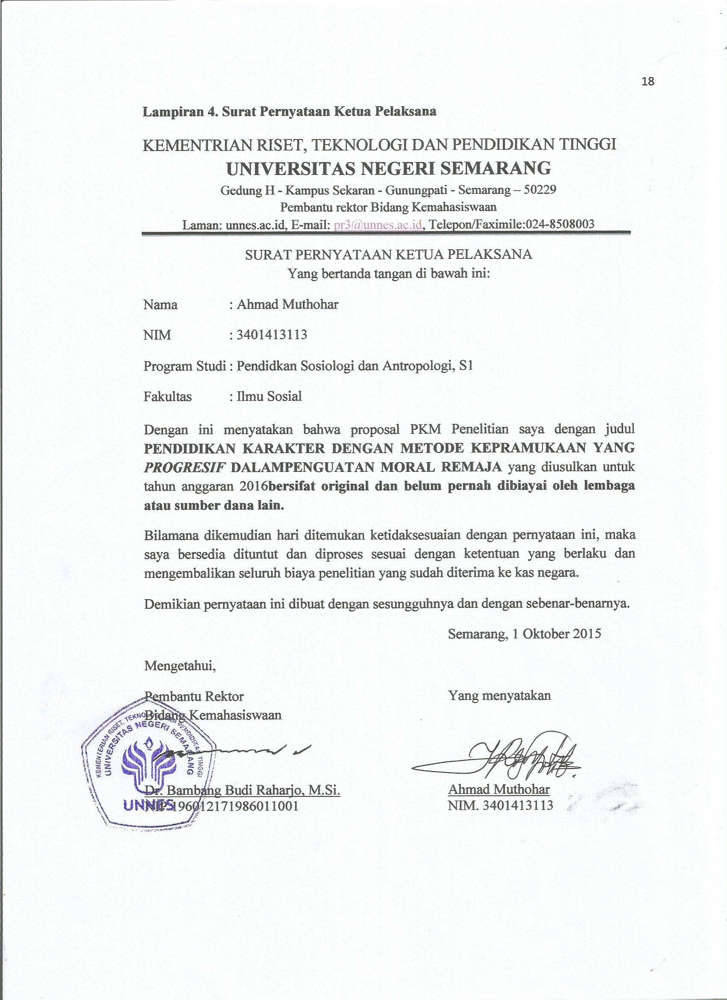 18
Lampiran 4. Surat Pernyataan Ketua Pelaksana
KEMENTRIAN RISET, TEKNOLOGI DAN PENDIDIKAN TINGGI
UNIVERSITAS NEGERI SEMARANG
Gedung H - Kampus Sekaran - Gunungpati - Semarang – 50229
Pembantu rektor Bidang Kemahasiswaan
Laman: unnes.ac.id, E-mail: pr3@unnes.ac.id, Telepon/Faximile:024-8508003
SURAT PERNYATAAN KETUA PELAKSANA
Yang bertanda tangan di bawah ini:
Nama : Ahmad Muthohar
NIM : 3401413113
Program Studi : Pendidkan Sosiologi dan Antropologi, S1
Fakultas : Ilmu Sosial
Dengan ini menyatakan bahwa proposal PKM Penelitian saya dengan judul
PENDIDIKAN KARAKTER DENGAN METODE KEPRAMUKAAN YANG
PROGRESIF DALAMPENGUATAN MORAL REMAJA yang diusulkan untuk
tahun anggaran 2016bersifat original dan belum pernah dibiayai oleh lembaga
atau sumber dana lain.
Bilamana dikemudian hari ditemukan ketidaksesuaian dengan pernyataan ini, maka
saya bersedia dituntut dan diproses sesuai dengan ketentuan yang berlaku dan
mengembalikan seluruh biaya penelitian yang sudah diterima ke kas negara.
Demikian pernyataan ini dibuat dengan sesungguhnya dan dengan sebenar-benarnya.
Semarang, 1 Oktober 2015
Mengetahui,
Pembantu Rektor
Bidang Kemahasiswaan
Yang menyatakan
KEMENTERIAN RISET, TEKNOLOGI DAN PENDIDIKAN TINGGI
UNIVERSITAS NEGERI SEMARANG
UNNES
Dr. Bambang Budi Raharjo, M.Si.
NIP 196012171986011001
Ahmad Muthohar
NIM. 3401413113